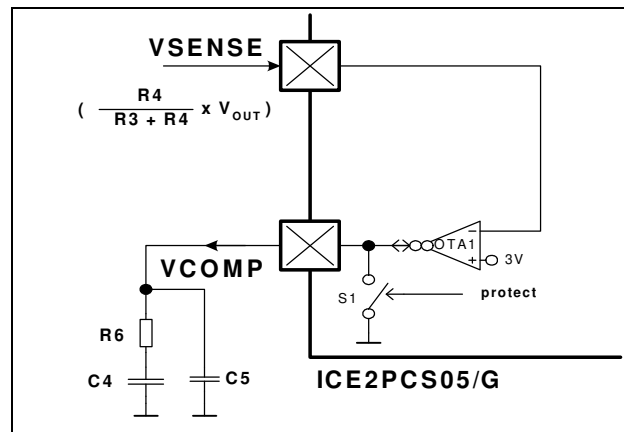 VSENSE
( R4
R3 + R4 x VOUT )
OTA1
-
+ 3V
VCOMP
S1
protect
R6
C4
C5
ICE2PCS05/G